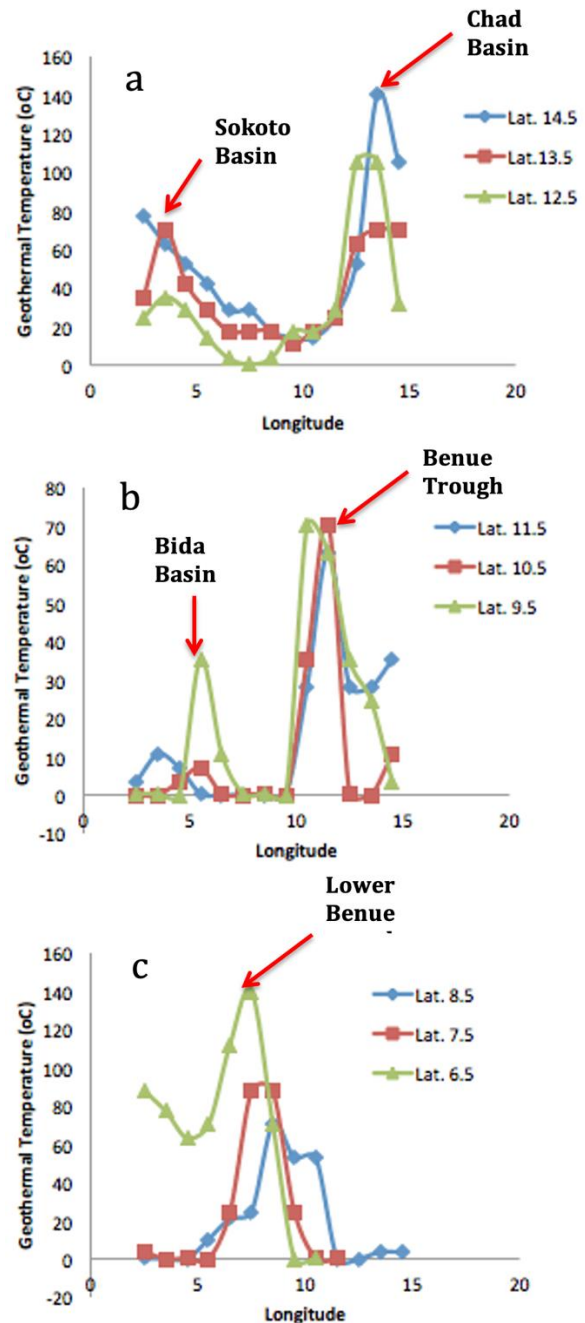 a
Chad
Basin
Sokoto
Basin
Geothermal Temperature (oC)
160
140
120
100
80
60
40
20
0
0 5 10 15 20
Longitude
Lat. 14.5
Lat.13.5
Lat. 12.5
b
Benue
Trough
Bida
Basin
Geothermal Temperature (oC)
80
70
60
50
40
30
20
10
0
-10
0 5 10 15 20
Longitude
Lat. 11.5
Lat. 10.5
Lat. 9.5
c
Lower
Benue
Geothermal Temperature (oC)
160
140
120
100
80
60
40
20
0
-20
0 5 10 15 20
Longitude
Lat. 8.5
Lat. 7.5
Lat. 6.5